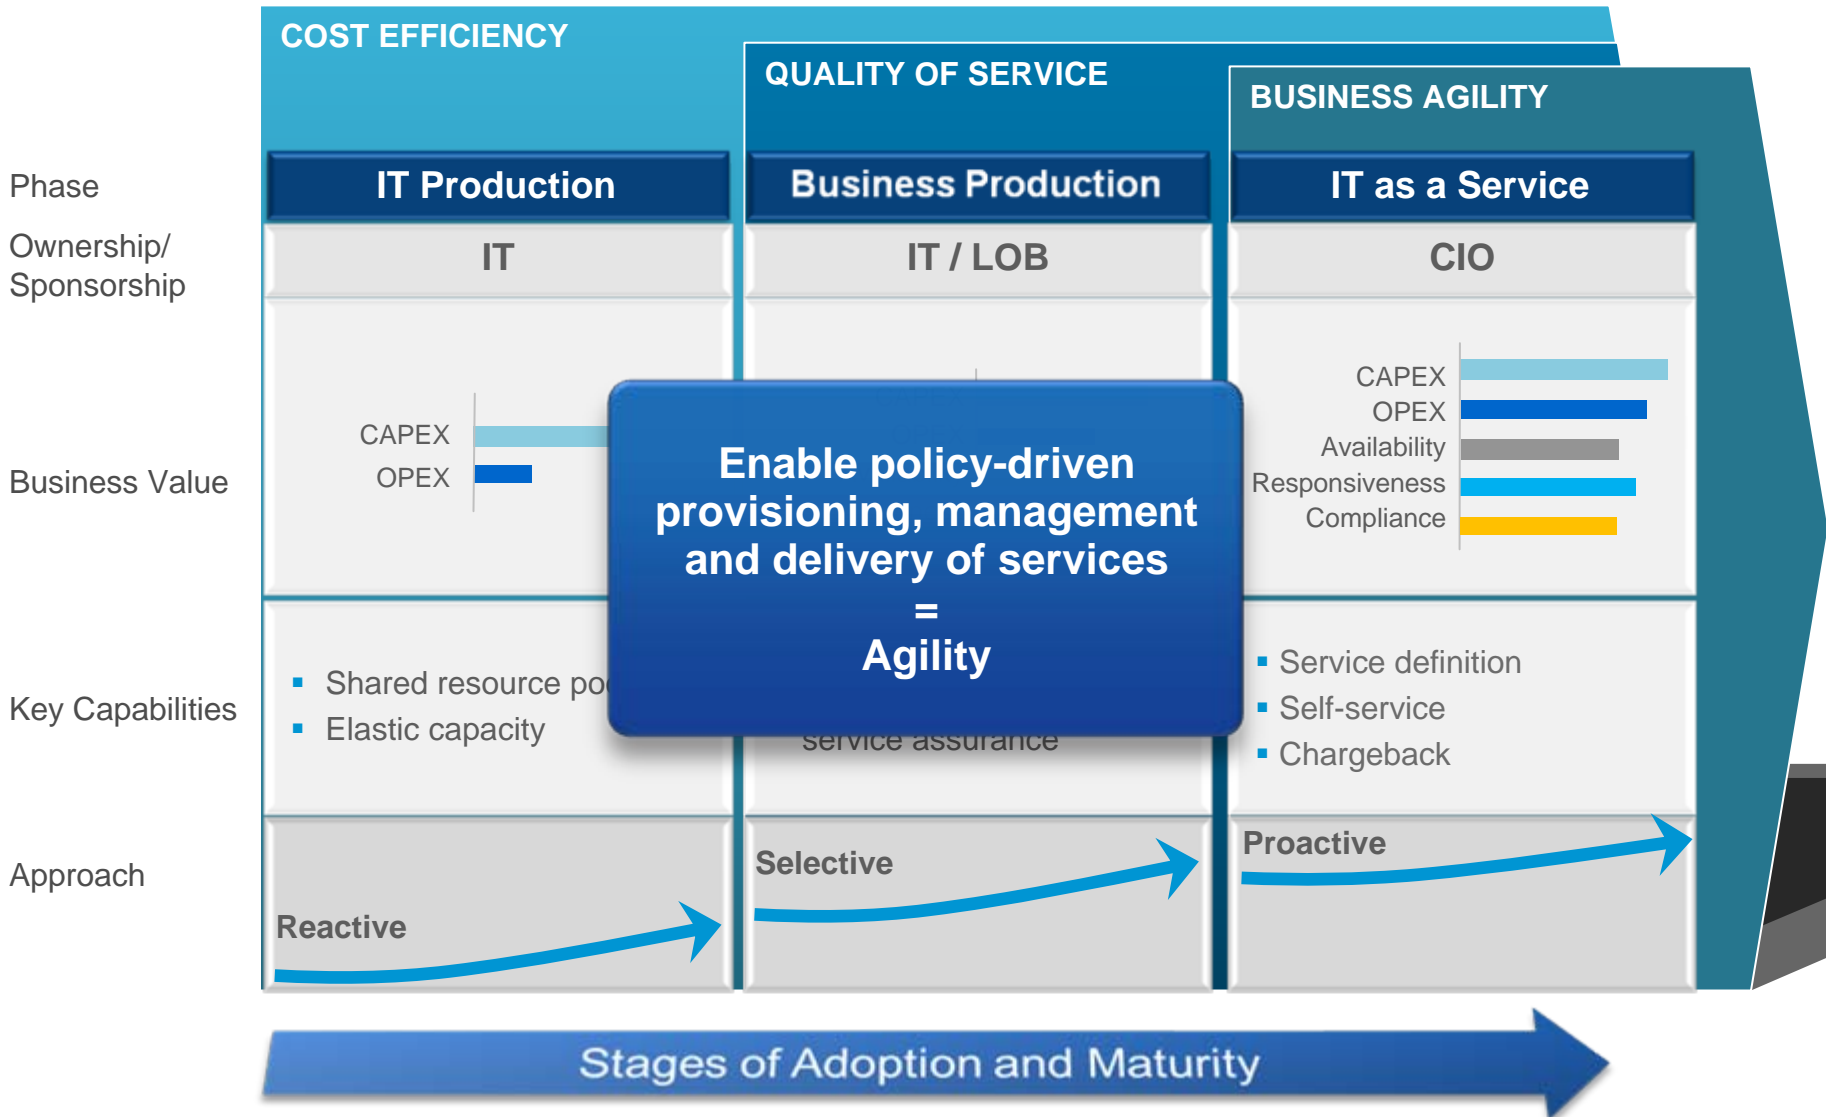 COST EFFICIENCY
QUALITY OF SERVICE
BUSINESS AGILITY
Phase
IT Production
Business Production
IT as a Service
Ownership/
Sponsorship
IT
IT / LOB
CIO
Business Value
CAPEX
OPEX
CAPEX
OPEX
Availability
Responsiveness
Compliance
Enable policy-driven
provisioning, management
and delivery of services
=
Agility
Key Capabilities
Shared resource
Elastic capacity
service assurance
Service definition
Self-service
Chargeback
Approach
Reactive
Selective
Proactive
Stages of Adoption and Maturity